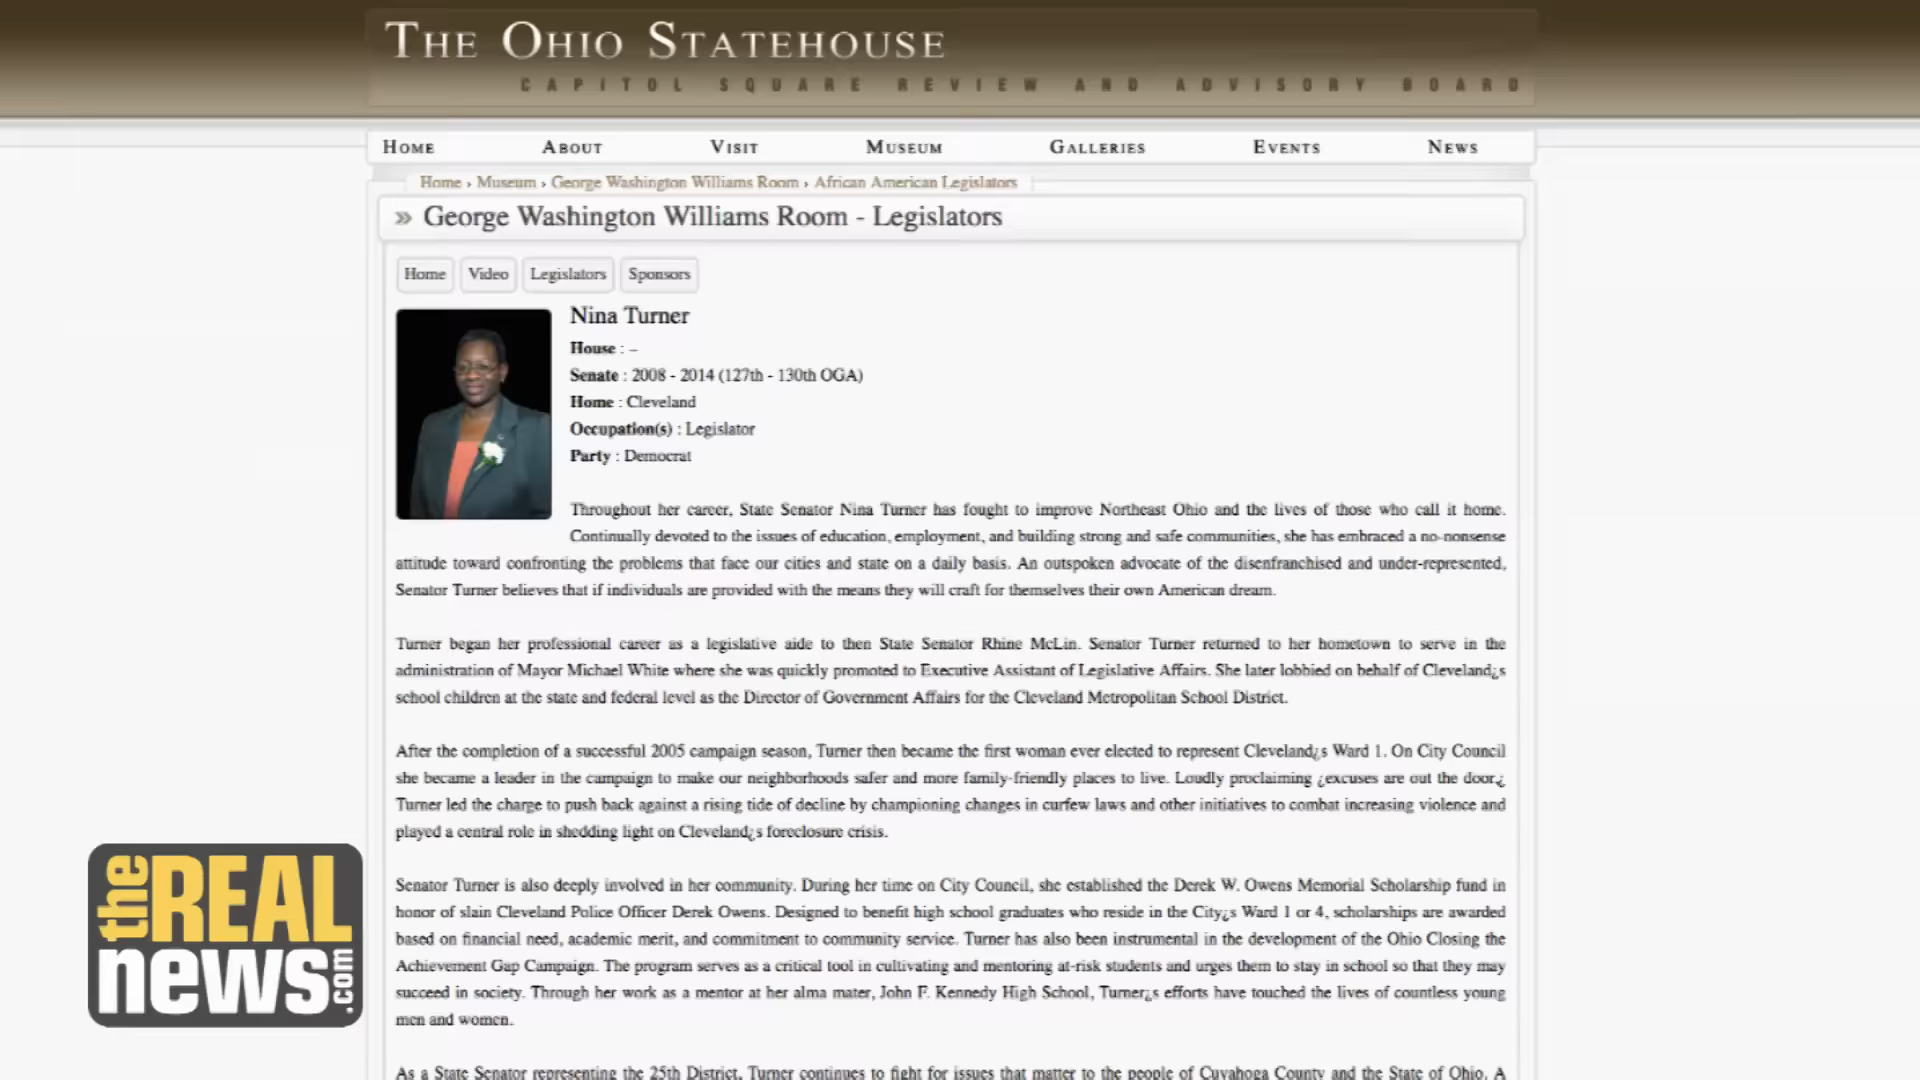 The Ohio Statehouse
CAPITOL SQUARE REVIEW AND ADVISORY BOARD
Home About Visit Museum Galleries Events News
Home › Museum › George Washington Williams Room › African American Legislators
» George Washington Williams Room - Legislators
Home Video Legislators Sponsors
Nina Turner
House : –
Senate : 2008 - 2014 (127th - 130th OGA)
Home : Cleveland
Occupation(s) : Legislator
Party : Democrat
Throughout her career, State Senator Nina Turner has fought to improve Northeast Ohio and the lives of those who call it home.
Continually devoted to the issues of education, employment, and building strong and safe communities, she has embraced a no-nonsense
attitude toward confronting the problems that face our cities and state on a daily basis. An outspoken advocate of the disenfranchised and under-represented,
Senator Turner believes that if individuals are provided with the means they will craft for themselves their own American dream.
Turner began her professional career as a legislative aide to then State Senator Rhine McLin. Senator Turner returned to her hometown to serve in the
administration of Mayor Michael White where she was quickly promoted to Executive Assistant of Legislative Affairs. She later lobbied on behalf of Cleveland¿s
school children at the state and federal level as the Director of Government Affairs for the Cleveland Metropolitan School District.
After the completion of a successful 2005 campaign season, Turner then became the first woman ever elected to represent Cleveland¿s Ward 1. On City Council
she became a leader in the campaign to make our neighborhoods safer and more family-friendly places to live. Loudly proclaiming ¿excuses are out the door,¿
Turner led the charge to push back against a rising tide of decline by championing changes in curfew laws and other initiatives to combat increasing violence and
played a central role in shedding light on Cleveland¿s foreclosure crisis.
Senator Turner is also deeply involved in her community. During her time on City Council, she established the Derek W. Owens Memorial Scholarship fund in
honor of slain Cleveland Police Officer Derek Owens. Designed to benefit high school graduates who reside in the City¿s Ward 1 or 4, scholarships are awarded
based on financial need, academic merit, and commitment to community service. Turner has also been instrumental in the development of the Ohio Closing the
Achievement Gap Campaign. The program serves as a critical tool in cultivating and mentoring at-risk students and urges them to stay in school so that they may
succeed in society. Through her work as a mentor at her alma mater, John F. Kennedy High School, Turner¿s efforts have touched the lives of countless young
men and women.
As a State Senator representing the 25th District, Turner continues to fight for issues that matter to the people of Cuyahoga County and the State of Ohio. A
the REAL
news.com